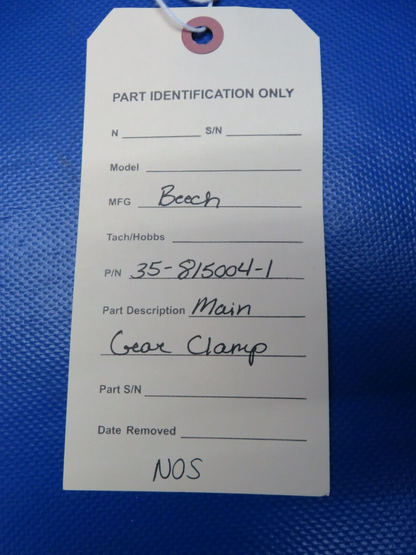 PART IDENTIFICATION ONLY
N S/N
Model
MFG Beech
Tach/Hobbs
P/N 35-815004-1
Part Description Main
Gear Clamp
Part S/N
Date Removed
NOS